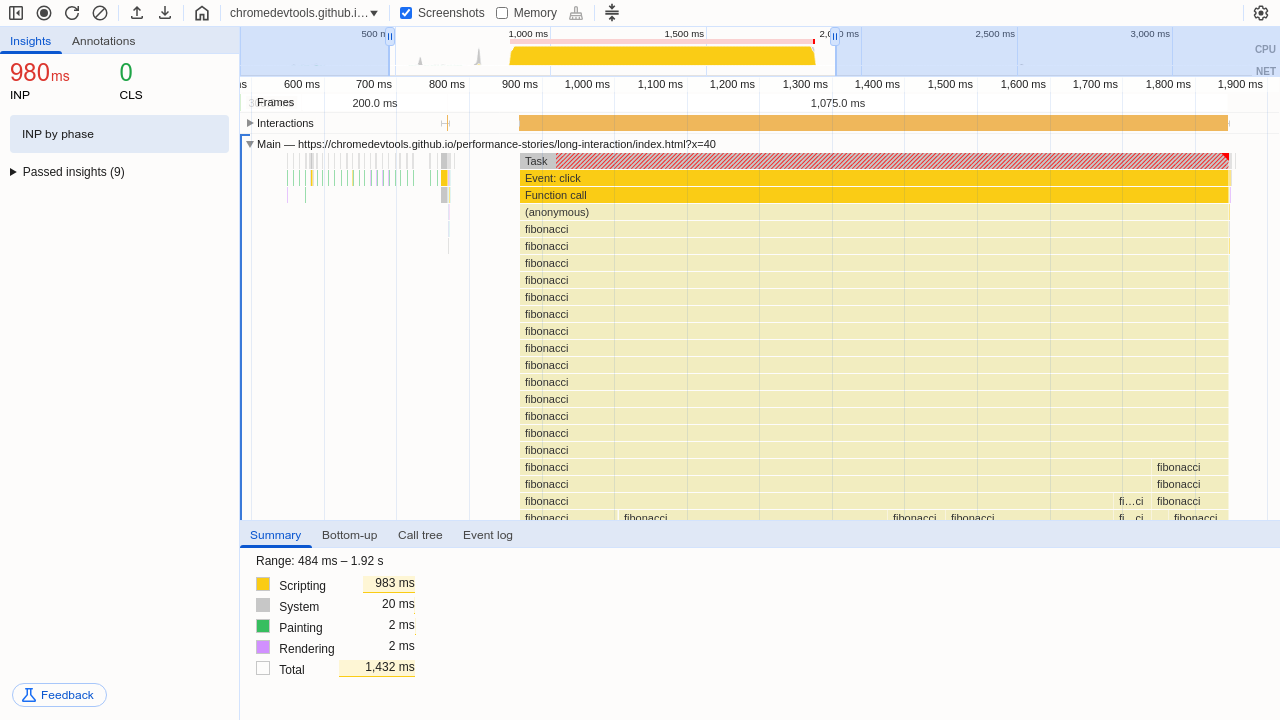 chromedevtools.github.i… Screenshots Memory
Insights Annotations
980ms 0
INP CLS
INP by phase
Passed insights (9)
Feedback
1,000 ms 1,500 ms 2,500 ms 3,000 ms
CPU
NET
600 ms 700 ms 800 ms 900 ms 1,000 ms 1,100 ms 1,200 ms 1,300 ms 1,400 ms 1,500 ms 1,600 ms 1,700 ms 1,800 ms 1,900 ms
Frames 200.0 ms 1,075.0 ms
Interactions
Main — https://chromedevtools.github.io/performance-stories/long-interaction/index.html?x=40
Task
Event: click
Function call
(anonymous)
fibonacci
fibonacci
fibonacci
fibonacci
fibonacci
fibonacci
fibonacci
fibonacci
fibonacci
fibonacci
fibonacci
fibonacci
fibonacci
fibonacci
fibonacci fibonacci
fibonacci fibonacci
fibonacci fi…ci fibonacci
fibonacci fibonacci fibonacci fibonacci fi…ci fibonacci
Summary Bottom-up Call tree Event log
Range: 484 ms – 1.92 s
Scripting 983 ms
System 20 ms
Painting 2 ms
Rendering 2 ms
Total 1,432 ms